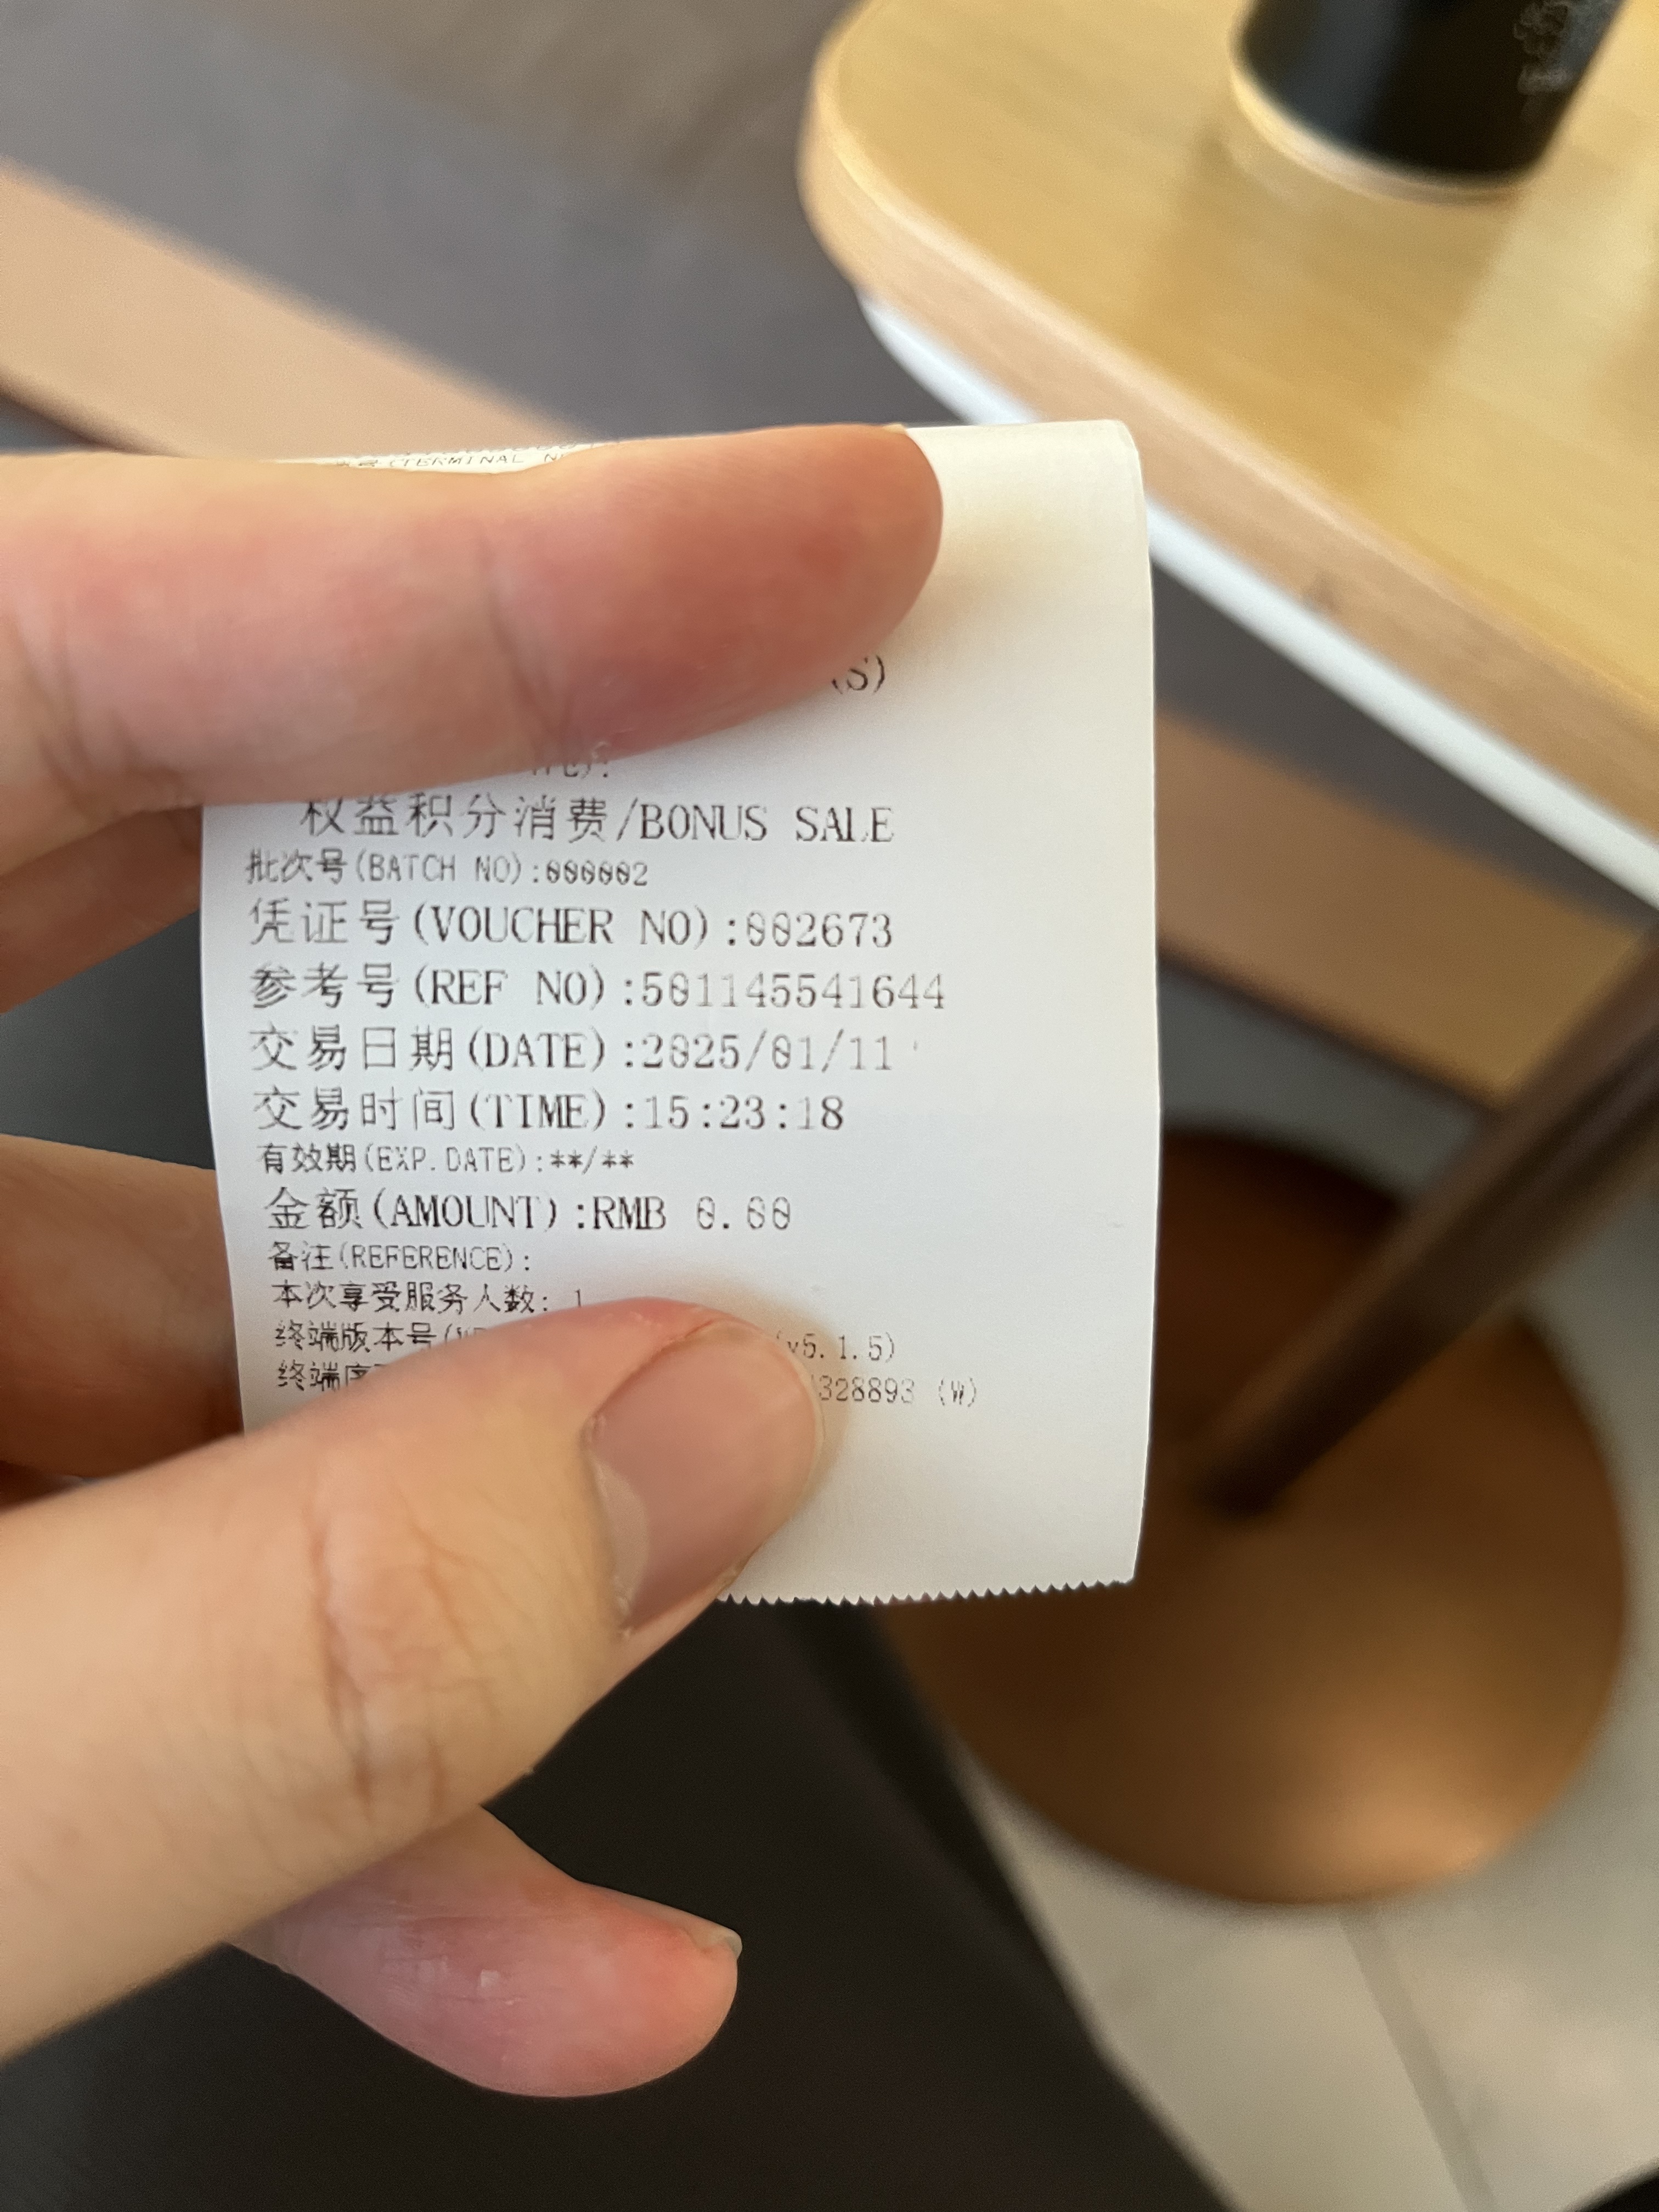 (TERMINAL
(S)
权益积分消费/BONUS SALE
批次号(BATCH NO):000002
凭证号(VOUCHER NO):002673
参考号(REF NO):501145541644
交易日期(DATE):2025/01/11
交易时间(TIME):15:23:18
有效期(EXP.DATE):**/**
金额(AMOUNT):RMB 0.00
备注(REFERENCE):
本次享受服务人数: 1
终端版本号( v5.1.5)
终端 328893 (W)